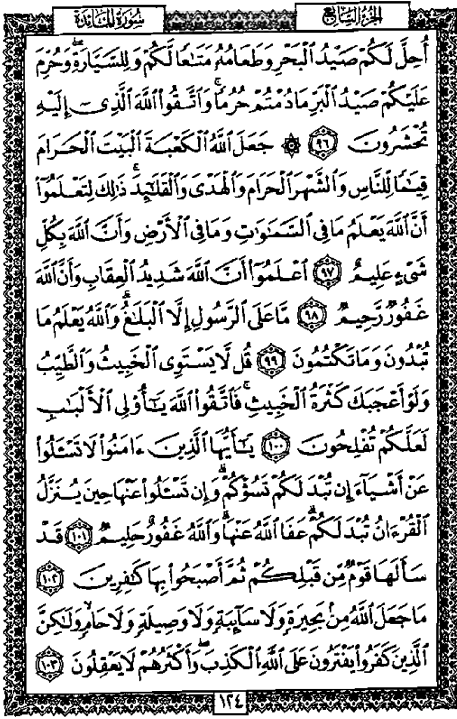 الجزء السابع
سورة المائدة
أُحِلَّ لَكُمْ صَيْدُ الْبَحْرِ وَطَعَامُهُ مَتَاعًا لَّكُمْ وَلِلسَّيَّارَةِ ۖ وَحُرِّمَ
عَلَيْكُمْ صَيْدُ الْبَرِّ مَا دُمْتُمْ حُرُمًا ۗ وَاتَّقُوا اللَّهَ الَّذِي إِلَيْهِ
تُحْشَرُونَ ﴿٩٦﴾ ۞ جَعَلَ اللَّهُ الْكَعْبَةَ الْبَيْتَ الْحَرَامَ
قِيَامًا لِّلنَّاسِ وَالشَّهْرَ الْحَرَامَ وَالْهَدْيَ وَالْقَلَائِدَ ۚ ذَٰلِكَ لِتَعْلَمُوا
أَنَّ اللَّهَ يَعْلَمُ مَا فِي السَّمَاوَاتِ وَمَا فِي الْأَرْضِ وَأَنَّ اللَّهَ بِكُلِّ
شَيْءٍ عَلِيمٌ ﴿٩٧﴾ اعْلَمُوا أَنَّ اللَّهَ شَدِيدُ الْعِقَابِ وَأَنَّ اللَّهَ
غَفُورٌ رَّحِيمٌ ﴿٩٨﴾ مَّا عَلَى الرَّسُولِ إِلَّا الْبَلَاغُ ۗ وَاللَّهُ يَعْلَمُ مَا
تُبْدُونَ وَمَا تَكْتُمُونَ ﴿٩٩﴾ قُل لَّا يَسْتَوِي الْخَبِيثُ وَالطَّيِّبُ
وَلَوْ أَعْجَبَكَ كَثْرَةُ الْخَبِيثِ ۚ فَاتَّقُوا اللَّهَ يَا أُولِي الْأَلْبَابِ
لَعَلَّكُمْ تُفْلِحُونَ ﴿١٠٠﴾ يَا أَيُّهَا الَّذِينَ آمَنُوا لَا تَسْأَلُوا
عَنْ أَشْيَاءَ إِن تُبْدَ لَكُمْ تَسُؤْكُمْ وَإِن تَسْأَلُوا عَنْهَا حِينَ يُنَزَّلُ
الْقُرْآنُ تُبْدَ لَكُمْ عَفَا اللَّهُ عَنْهَا ۗ وَاللَّهُ غَفُورٌ حَلِيمٌ ﴿١٠١﴾ قَدْ
سَأَلَهَا قَوْمٌ مِّن قَبْلِكُمْ ثُمَّ أَصْبَحُوا بِهَا كَافِرِينَ ﴿١٠٢﴾
مَا جَعَلَ اللَّهُ مِن بَحِيرَةٍ وَلَا سَائِبَةٍ وَلَا وَصِيلَةٍ وَلَا حَامٍ ۙ وَلَٰكِنَّ
الَّذِينَ كَفَرُوا يَفْتَرُونَ عَلَى اللَّهِ الْكَذِبَ ۖ وَأَكْثَرُهُمْ لَا يَعْقِلُونَ ﴿١٠٣﴾
١٢٤